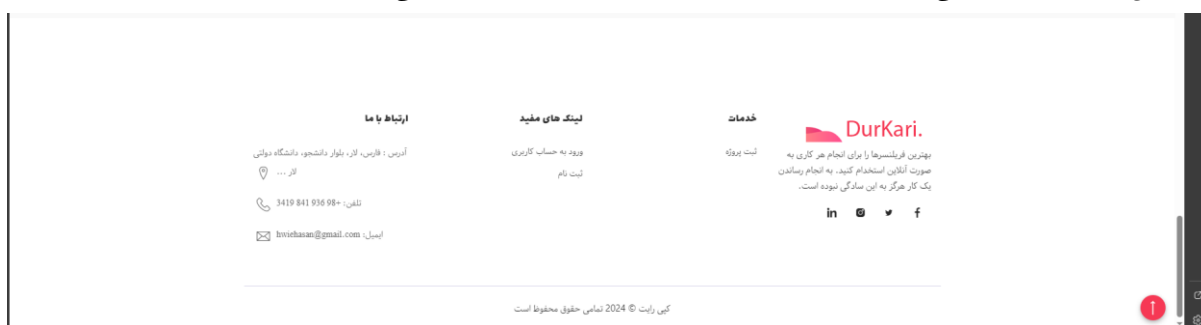 DurKari.
بهترین فریلنسرها را برای انجام هر کاری به
صورت آنلاین استخدام کنید. به انجام رساندن
یک کار هرگز به این سادگی نبوده است.
خدمات
ثبت پروژه
لینک های مفید
ورود به حساب کاربری
ثبت نام
ارتباط با ما
آدرس : فارس، لار، بلوار دانشجو، دانشگاه دولتی
لار ...
تلفن: +98 936 841 3419
ایمیل: hwiehasan@gmail.com
کپی رایت © 2024 تمامی حقوق محفوظ است